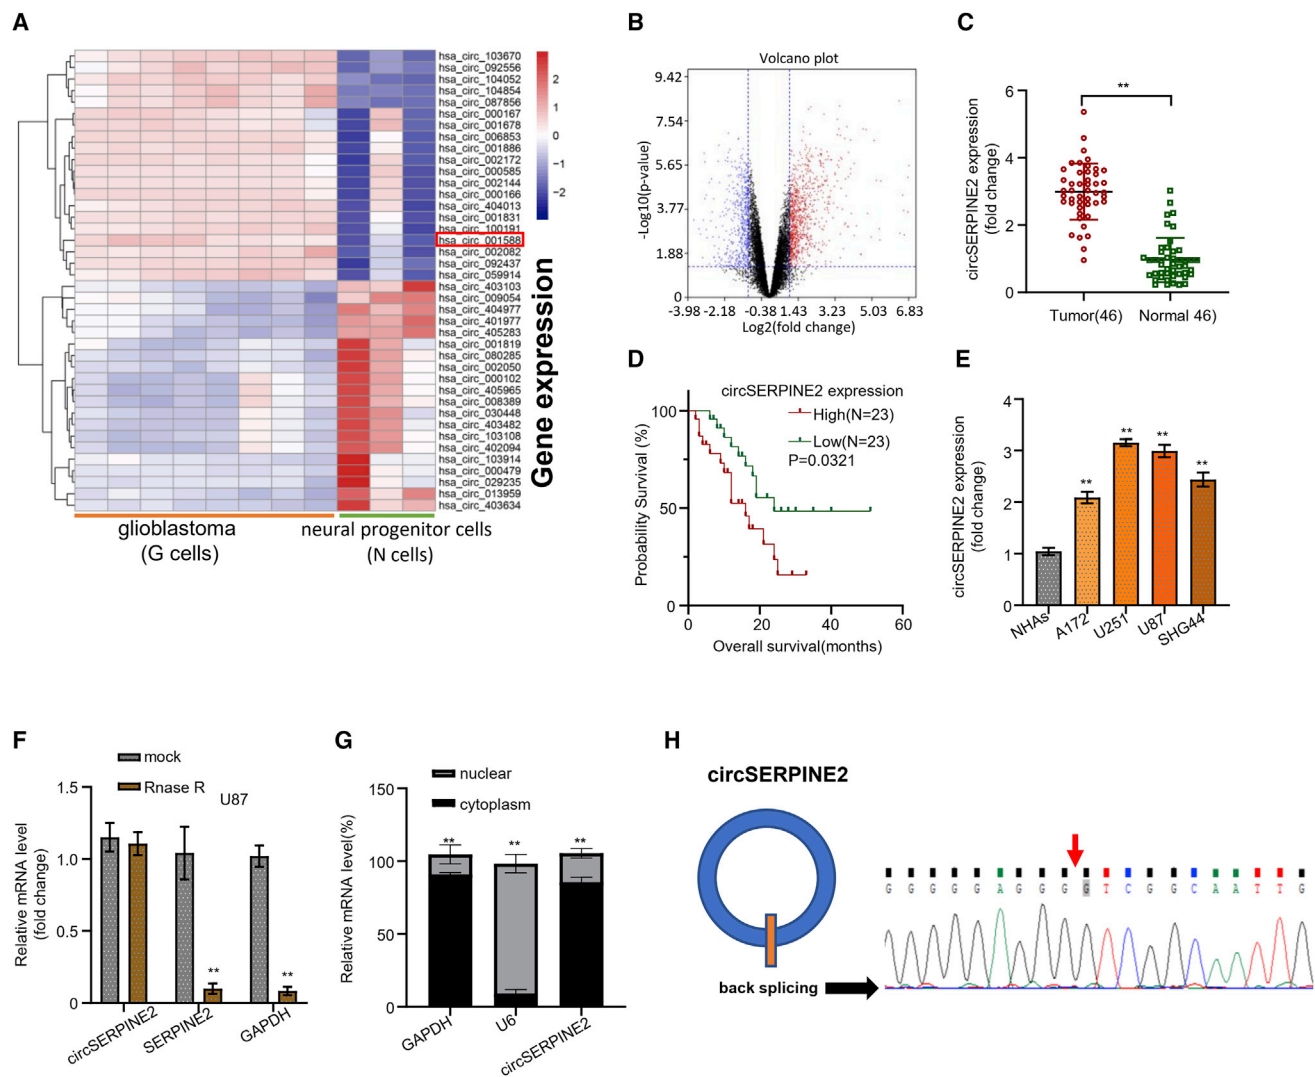 A
hsa_circ_103670
hsa_circ_092556
hsa_circ_104052
hsa_circ_104854
hsa_circ_087856
hsa_circ_000167
hsa_circ_001678
hsa_circ_006853
hsa_circ_001886
hsa_circ_002172
hsa_circ_000585
hsa_circ_002144
hsa_circ_000166
hsa_circ_404013
hsa_circ_001831
hsa_circ_100191
hsa_circ_001588
hsa_circ_002082
hsa_circ_092437
hsa_circ_059914
hsa_circ_403103
hsa_circ_009054
hsa_circ_404977
hsa_circ_401977
hsa_circ_405283
hsa_circ_001819
hsa_circ_080285
hsa_circ_002050
hsa_circ_000102
hsa_circ_405965
hsa_circ_008389
hsa_circ_030448
hsa_circ_403482
hsa_circ_103108
hsa_circ_402094
hsa_circ_103914
hsa_circ_000479
hsa_circ_029235
hsa_circ_013959
hsa_circ_403634
2
1
0
−1
−2
Gene expression
glioblastoma
(G cells)
neural progenitor cells
(N cells)
B
Volcano plot
-Log10(p-value)
9.42
7.54
5.65
3.77
1.88
0
-3.98 -2.18 -0.38 1.43 3.23 5.03 6.83
Log2(fold change)
C
circSERPINE2 expression
(fold change)
6
4
2
0
**
Tumor(46) Normal 46)
D
circSERPINE2 expression
High(N=23)
Low(N=23)
P=0.0321
Probability Survival (%)
100
50
0
0 20 40 60
Overall survival(months)
E
circSERPINE2 expression
(fold change)
4
3
2
1
0
** ** ** **
NHAs A172 U251 U87 SHG44
F
mock
Rnase R
U87
Relative mRNA level
(fold change)
1.5
1.0
0.5
0
** **
circSERPINE2 SERPINE2 GAPDH
G
nuclear
cytoplasm
Relative mRNA level(%)
150
100
50
0
** ** **
GAPDH U6 circSERPINE2
H
circSERPINE2
back splicing
G G G G G A G G G G T C G G C A A T T G